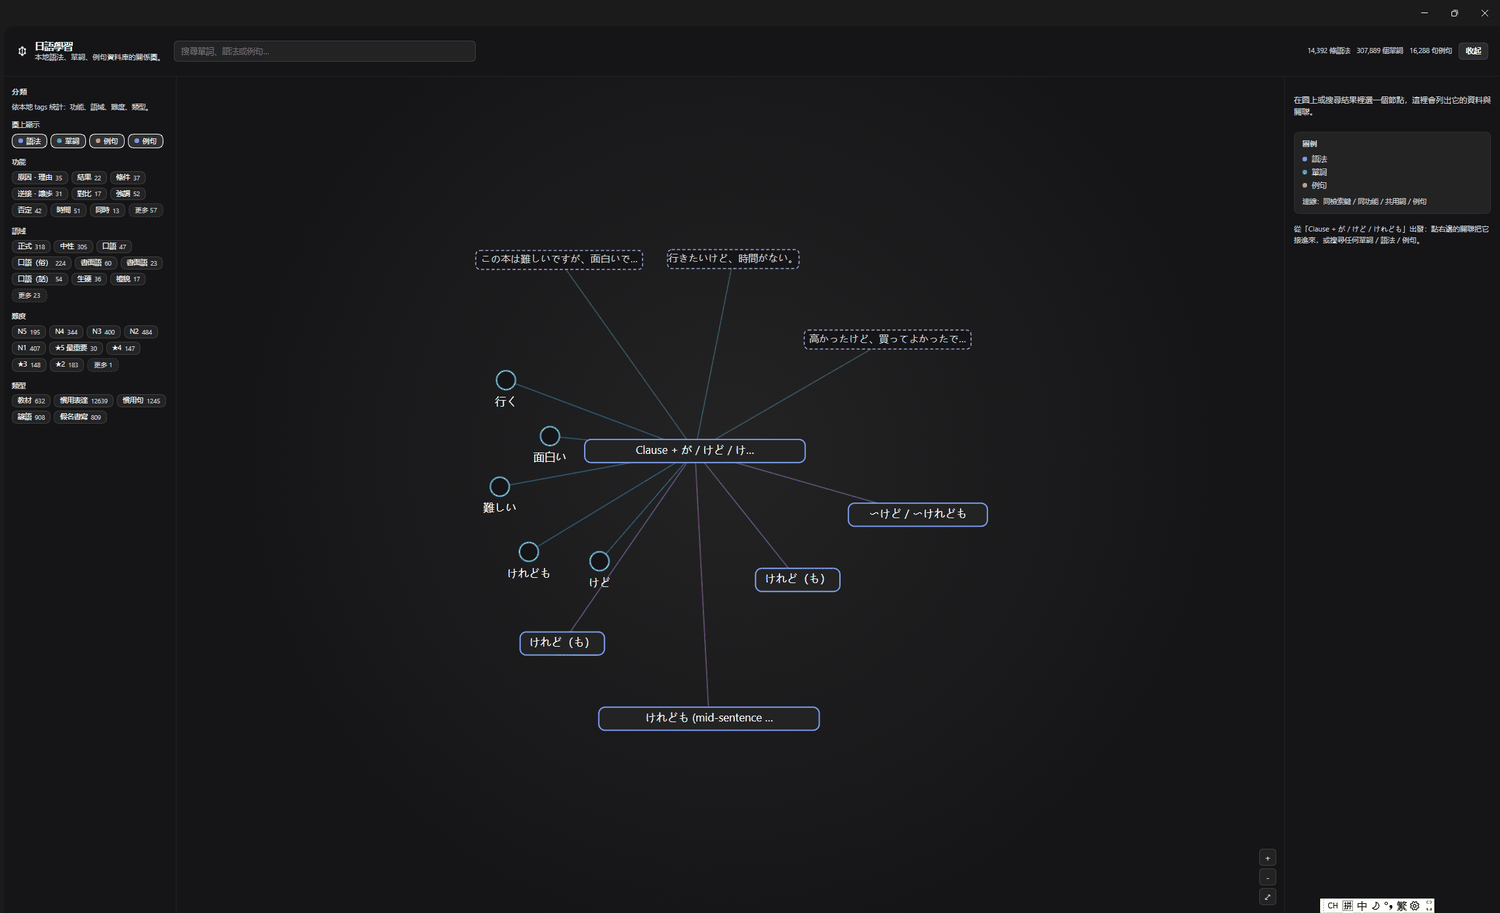 日語學習
本地語法、單詞、例句資料庫的關係圖。
搜尋單詞、語法或例句...
14,392 條語法 307,889 個單詞 16,288 句例句 收起
分類
依本地 tags 統計：功能、語域、難度、類型。
圖上顯示
語法 單詞 例句 例句
功能
原因・理由 35 結果 22 條件 37
逆接・讓步 31 對比 17 強調 52
否定 42 時間 51 同時 13 更多 57
語域
正式 318 中性 305 口語 47
口語（俗） 224 書面語 60 書面語 23
口語（話） 54 生硬 36 禮貌 17
更多 23
難度
N5 195 N4 344 N3 400 N2 484
N1 407 ★5 最重要 30 ★4 147
★3 148 ★2 183 更多 1
類型
教材 632 慣用表達 12639 慣用句 1245
諺語 908 假名書寫 809
この本は難しいですが、面白いで...
行きたいけど、時間がない。
高かったけど、買ってよかったで...
行く
面白い
Clause + が / けど / け...
難しい
〜けど / 〜けれども
けれども
けど
けれど（も）
けれど（も）
けれども (mid-sentence ...
在圖上或搜尋結果裡選一個節點，這裡會列出它的資料與
關聯。
圖例
語法
單詞
例句
連線：同檢索鍵 / 同功能 / 共用詞 / 例句
從「Clause + が / けど / けれども」出發：點右邊的關聯把它
接進來，或搜尋任何單詞 / 語法 / 例句。
+
-
CH 拼 中 繁